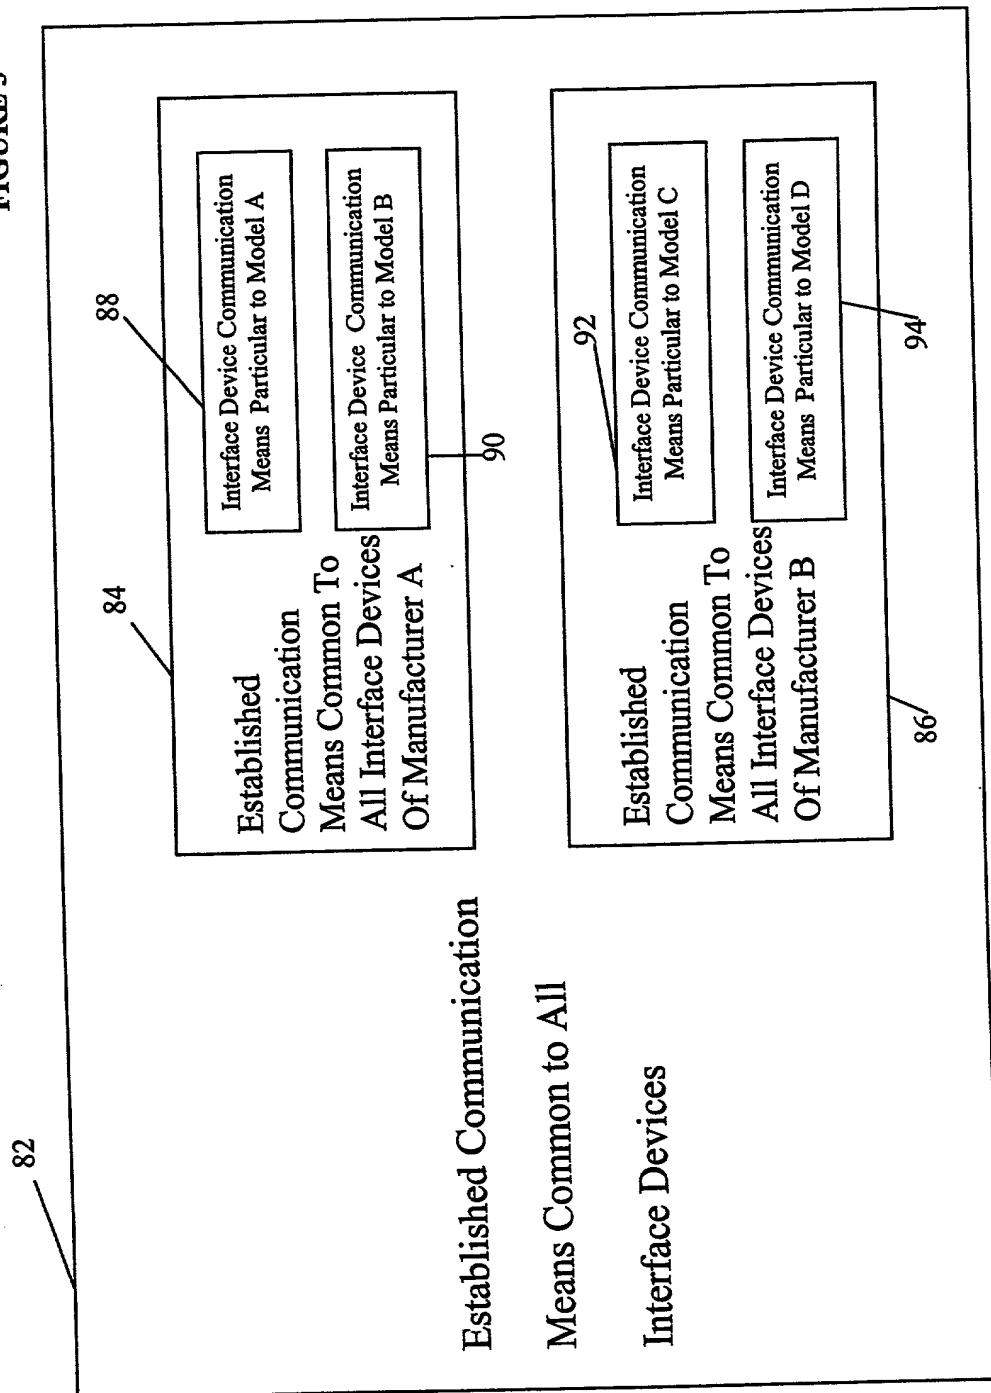 FIGURE
82
84
88
Interface Device Communication
Means Particular to Model A
Interface Device Communication
Means Particular to Model B
90
Established
Communication
Means Common To
All Interface Devices
Of Manufacturer A
Established Communication
Means Common to All
Interface Devices
92
Interface Device Communication
Means Particular to Model C
Interface Device Communication
Means Particular to Model D
94
Established
Communication
Means Common To
All Interface Devices
Of Manufacturer B
86